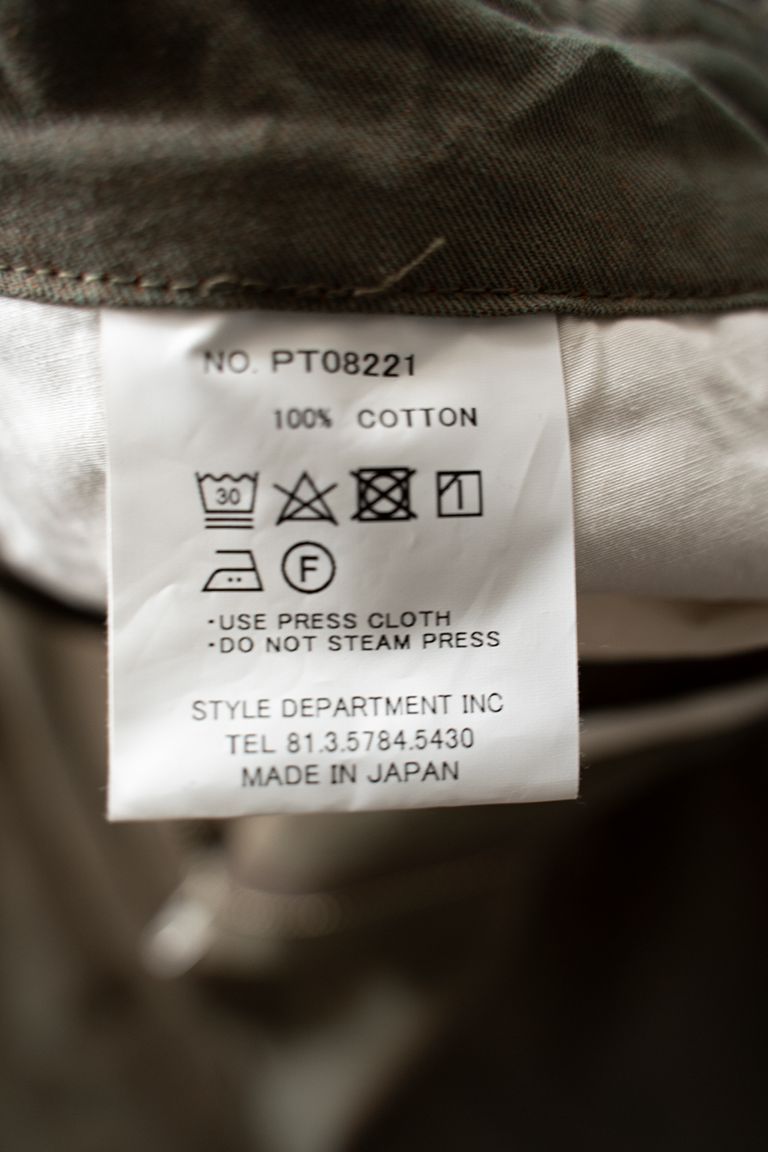 NO. PT08221
100% COTTON
30
F
·USE PRESS CLOTH
·DO NOT STEAM PRESS
STYLE DEPARTMENT INC
TEL 81.3.5784.5430
MADE IN JAPAN